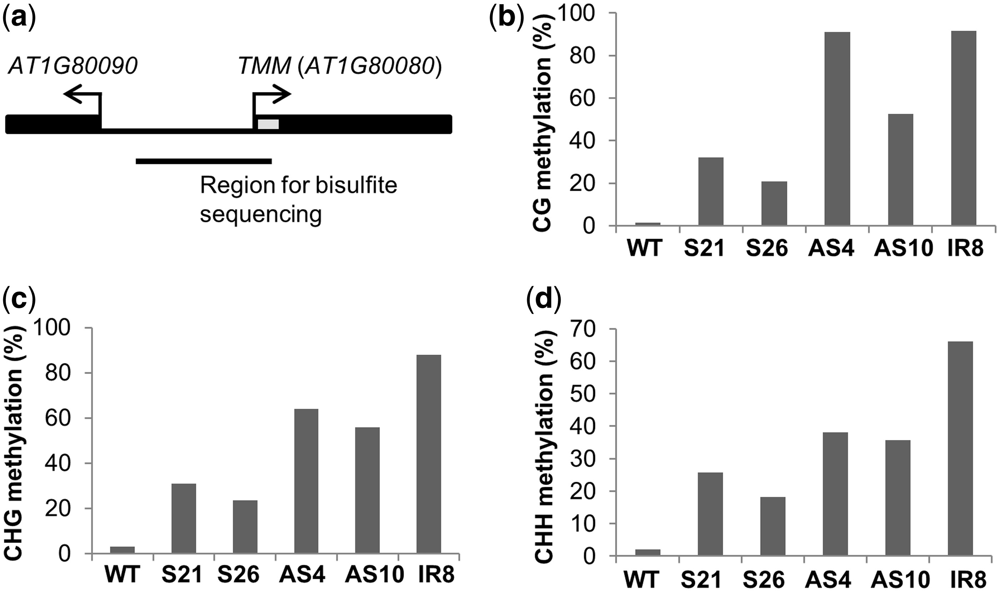 (a)
AT1G80090
TMM (AT1G80080)
Region for bisulfite
sequencing
(b)
CG methylation (%)
100
80
60
40
20
0
WT S21 S26 AS4 AS10 IR8
(c)
CHG methylation (%)
100
80
60
40
20
0
WT S21 S26 AS4 AS10 IR8
(d)
CHH methylation (%)
70
60
50
40
30
20
10
0
WT S21 S26 AS4 AS10 IR8